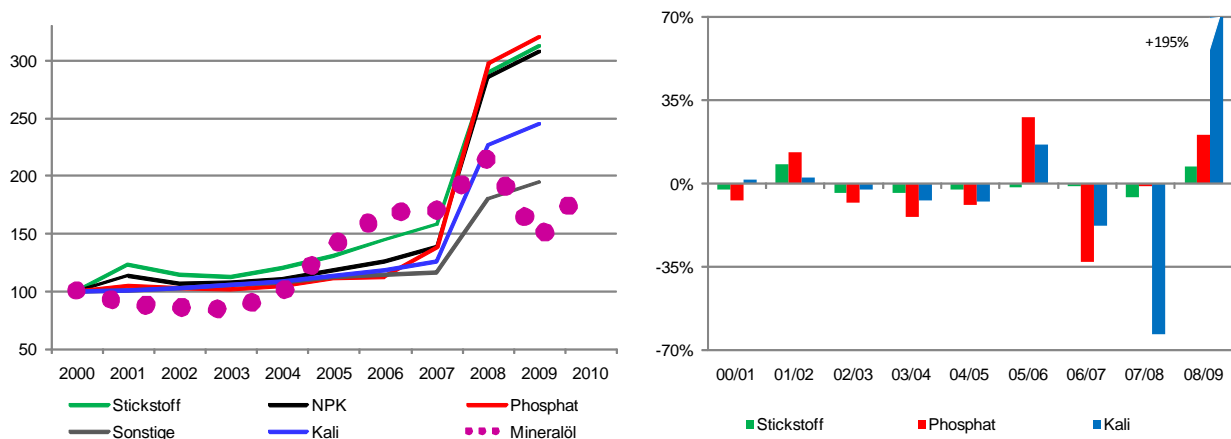 300
250
200
150
100
50
2000 2001 2002 2003 2004 2005 2006 2007 2008 2009 2010
Stickstoff NPK Phosphat
Sonstige Kali Mineralöl
70%
35%
0%
-35%
-70%
+195%
00/01 01/02 02/03 03/04 04/05 05/06 06/07 07/08 08/09
Stickstoff Phosphat Kali